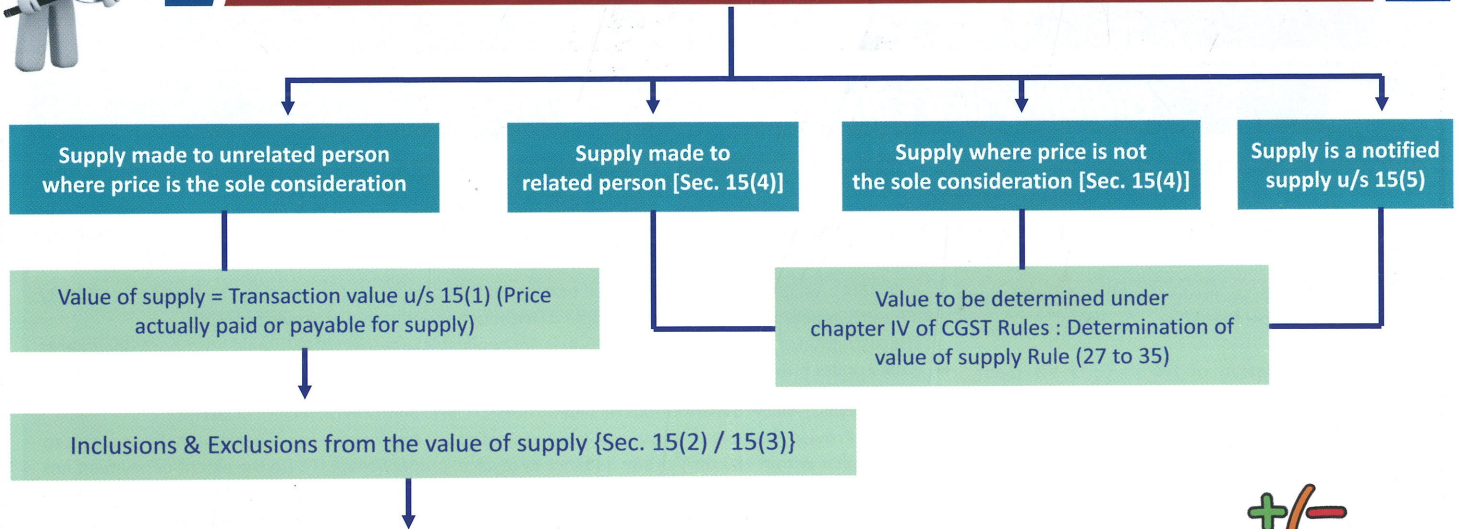 Supply made to unrelated person
where price is the sole consideration
Supply made to
related person [Sec. 15(4)]
Supply where price is not
the sole consideration [Sec. 15(4)]
Supply is a notified
supply u/s 15(5)
Value of supply = Transaction value u/s 15(1) (Price
actually paid or payable for supply)
Value to be determined under
chapter IV of CGST Rules : Determination of
value of supply Rule (27 to 35)
Inclusions & Exclusions from the value of supply {Sec. 15(2) / 15(3)}
+/−